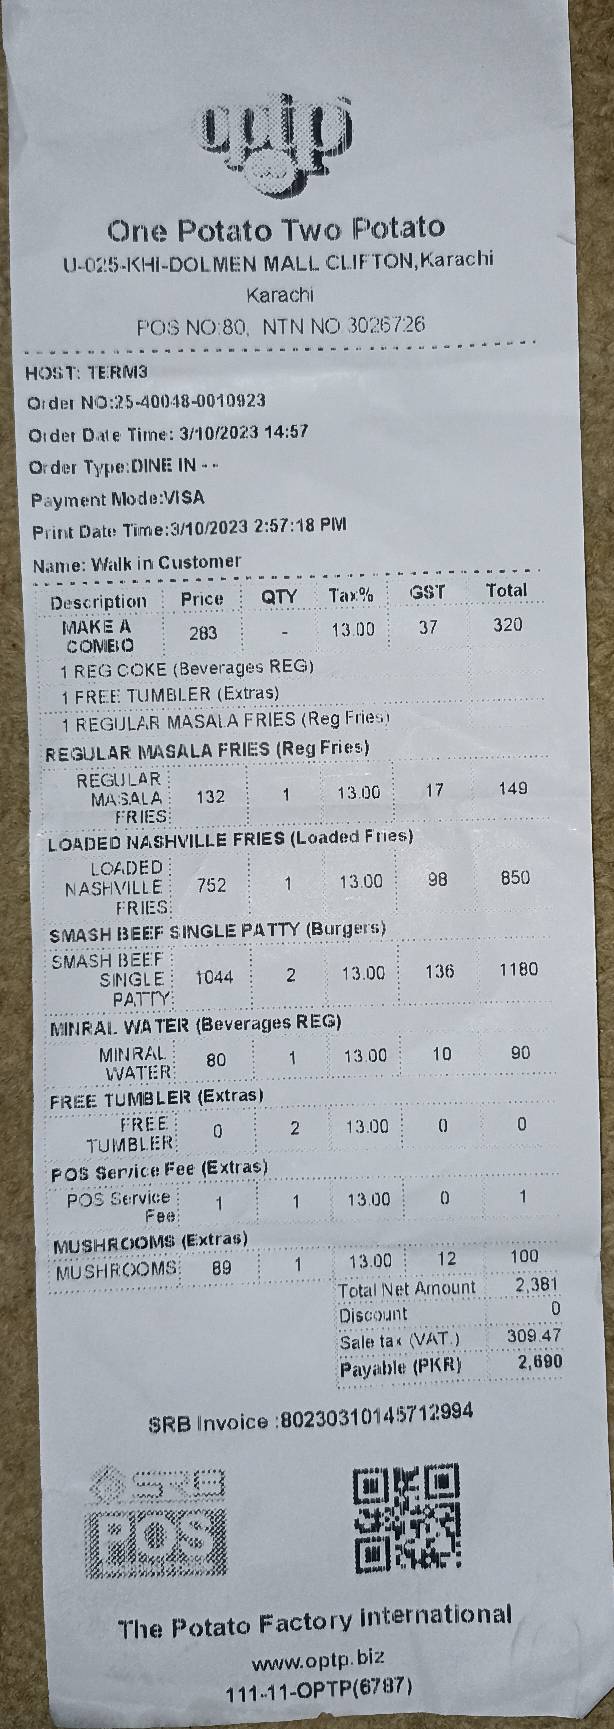 optp
One Potato Two Potato
U-025-KHI-DOLMEN MALL CLIFTON,Karachi
Karachi
POS NO:80, NTN NO 3026726
HOST: TERM3
Order NO:25-40048-0010923
Order Date Time: 3/10/2023 14:57
Order Type:DINE IN - -
Payment Mode:VISA
Print Date Time:3/10/2023 2:57:18 PM
Name: Walk in Customer
Description Price QTY Tax% GST Total
MAKE A COMBO 283 - 13.00 37 320
1 REG COKE (Beverages REG)
1 FREE TUMBLER (Extras)
1 REGULAR MASALA FRIES (Reg Fries)
REGULAR MASALA FRIES (Reg Fries)
REGULAR MASALA FRIES 132 1 13.00 17 149
LOADED NASHVILLE FRIES (Loaded Fries)
LOADED NASHVILLE FRIES 752 1 13.00 98 850
SMASH BEEF SINGLE PATTY (Burgers)
SMASH BEEF SINGLE PATTY 1044 2 13.00 136 1180
MINRAL WATER (Beverages REG)
MINRAL WATER 80 1 13.00 10 90
FREE TUMBLER (Extras)
FREE TUMBLER 0 2 13.00 0 0
POS Service Fee (Extras)
POS Service Fee 1 1 13.00 0 1
MUSHROOMS (Extras)
MUSHROOMS 89 1 13.00 12 100
Total Net Amount 2,381
Discount 0
Sale tax (VAT.) 309.47
Payable (PKR) 2,690
SRB Invoice :80230310145712994
SRB
POS
The Potato Factory international
www.optp.biz
111-11-OPTP(6787)